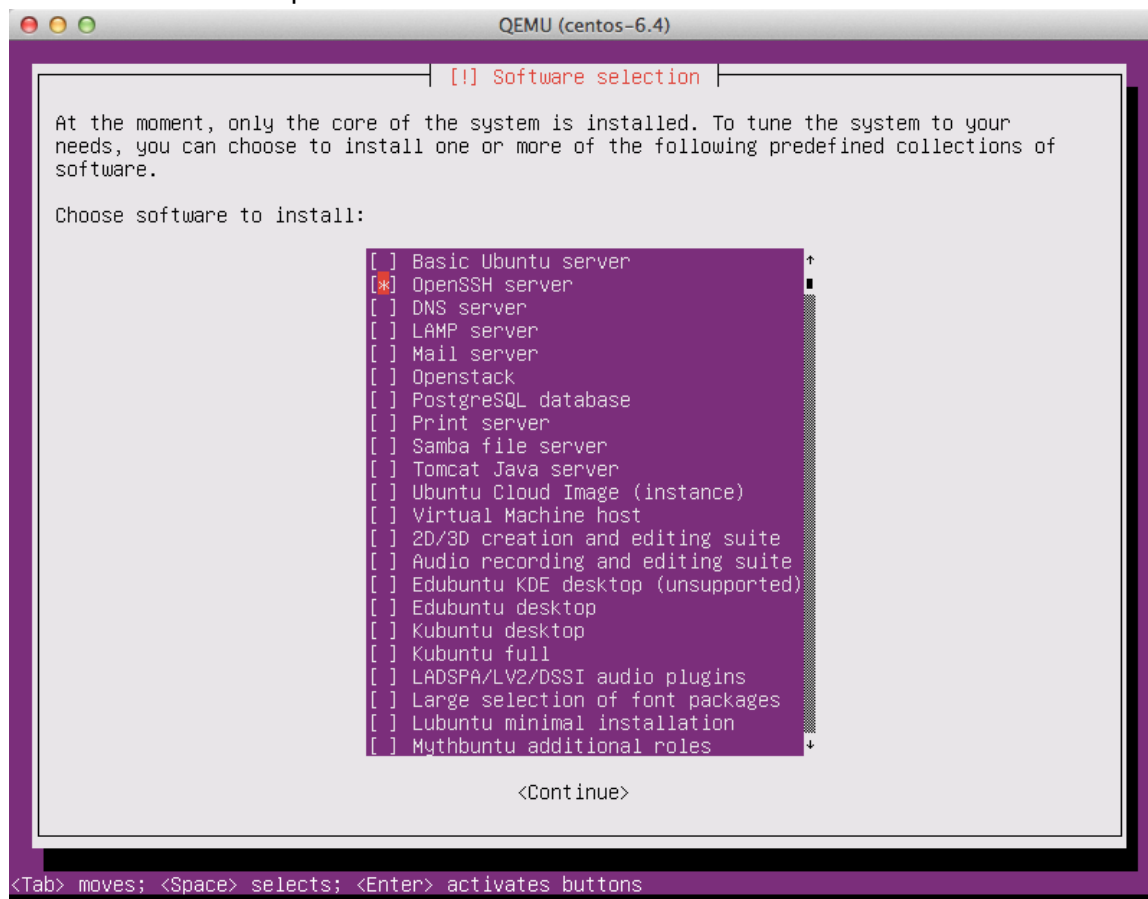 QEMU (centos-6.4)
[!] Software selection
At the moment, only the core of the system is installed. To tune the system to your
needs, you can choose to install one or more of the following predefined collections of
software.
Choose software to install:
[ ] Basic Ubuntu server
[*] OpenSSH server
[ ] DNS server
[ ] LAMP server
[ ] Mail server
[ ] Openstack
[ ] PostgreSQL database
[ ] Print server
[ ] Samba file server
[ ] Tomcat Java server
[ ] Ubuntu Cloud Image (instance)
[ ] Virtual Machine host
[ ] 2D/3D creation and editing suite
[ ] Audio recording and editing suite
[ ] Edubuntu KDE desktop (unsupported)
[ ] Edubuntu desktop
[ ] Kubuntu desktop
[ ] Kubuntu full
[ ] LADSPA/LV2/DSSI audio plugins
[ ] Large selection of font packages
[ ] Lubuntu minimal installation
[ ] Mythbuntu additional roles
<Continue>
<Tab> moves; <Space> selects; <Enter> activates buttons